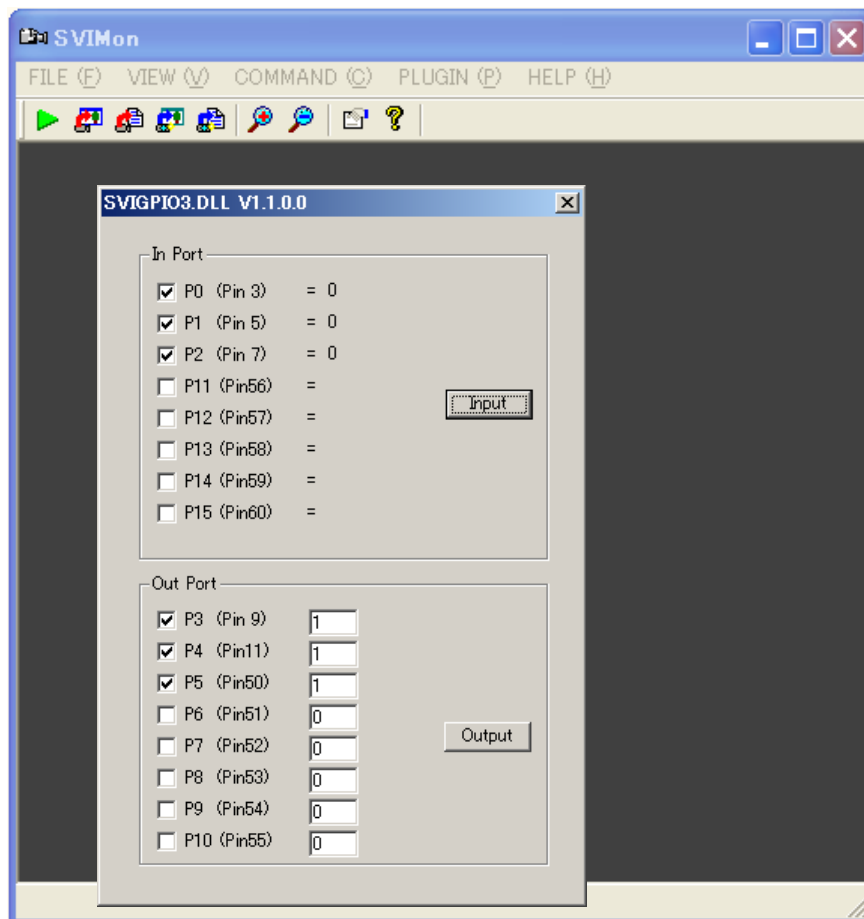 SVIMon
FILE (F) VIEW (V) COMMAND (C) PLUGIN (P) HELP (H)
SVIGPIO3.DLL V1.1.0.0
In Port
P0 (Pin 3) = 0
P1 (Pin 5) = 0
P2 (Pin 7) = 0
P11 (Pin56) =
P12 (Pin57) =
P13 (Pin58) =
P14 (Pin59) =
P15 (Pin60) =
Input
Out Port
P3 (Pin 9) 1
P4 (Pin11) 1
P5 (Pin50) 1
P6 (Pin51) 0
P7 (Pin52) 0
P8 (Pin53) 0
P9 (Pin54) 0
P10 (Pin55) 0
Output